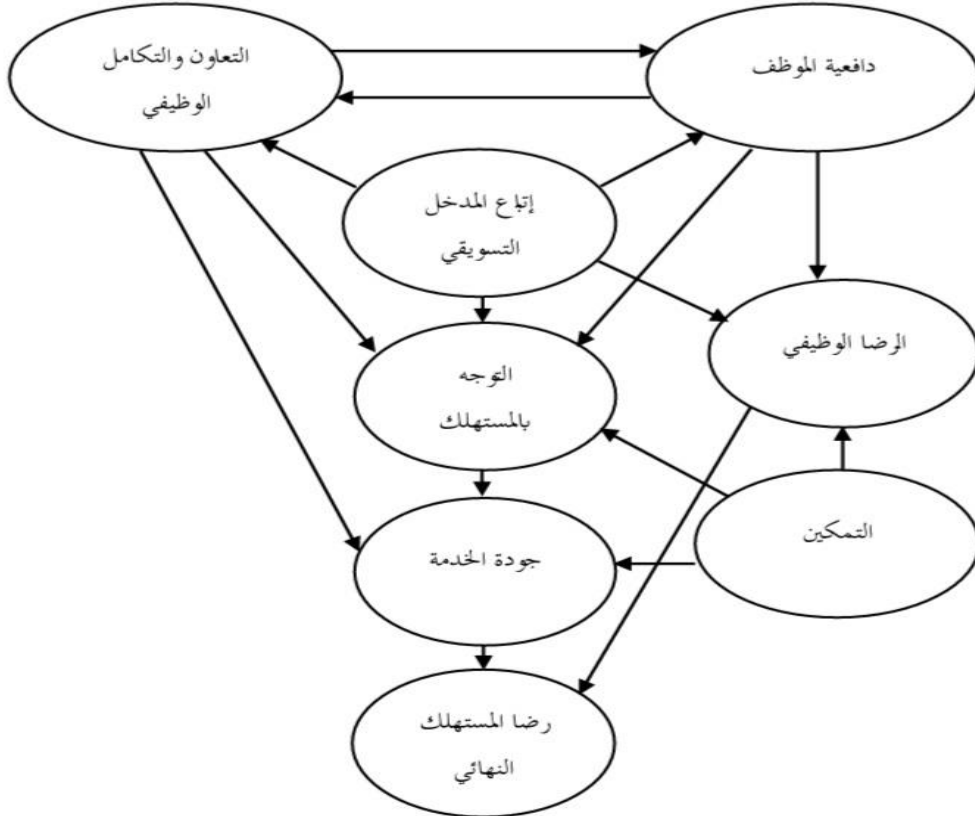 التعاون والتكامل
الوظيفي
دافعية الموظف
إتباع المدخل
التسويقي
الرضا الوظيفي
التوجه
بالمستهلك
التمكين
جودة الخدمة
رضا المستهلك
النهائي